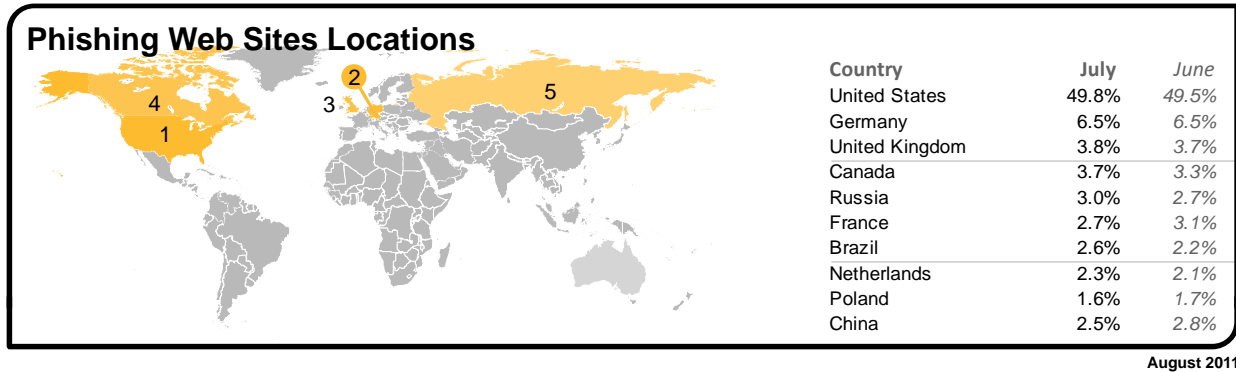 Phishing Web Sites Locations
2
3
4
5
1
Country July June
United States 49.8% 49.5%
Germany 6.5% 6.5%
United Kingdom 3.8% 3.7%
Canada 3.7% 3.3%
Russia 3.0% 2.7%
France 2.7% 3.1%
Brazil 2.6% 2.2%
Netherlands 2.3% 2.1%
Poland 1.6% 1.7%
China 2.5% 2.8%
August 2011